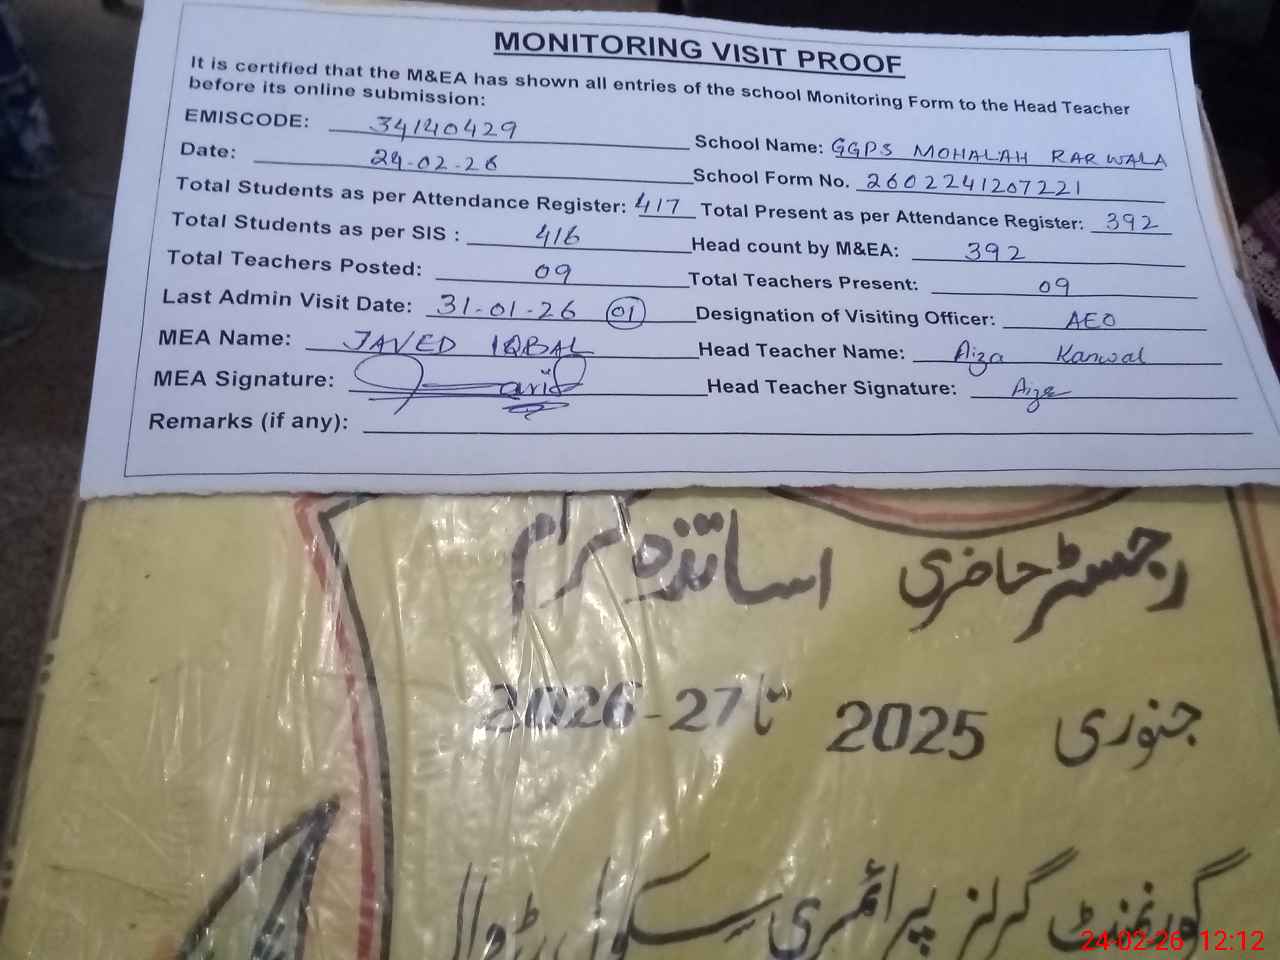 MONITORING VISIT PROOF
It is certified that the M&EA has shown all entries of the school Monitoring Form to the Head Teacher
before its online submission:
EMISCODE: 34140429 School Name: GGPS MOHALAH RARWALA
Date: 24-02-26 School Form No. 2602241207221
Total Students as per Attendance Register: 417 Total Present as per Attendance Register: 392
Total Students as per SIS : 416 Head count by M&EA: 392
Total Teachers Posted: 09 Total Teachers Present: 09
Last Admin Visit Date: 31-01-26 01 Designation of Visiting Officer: AEO
MEA Name: JAVED IQBAL Head Teacher Name: Aiza Kanwal
MEA Signature: Head Teacher Signature: Aiza
Remarks (if any):
رجسٹر حاضری اساتذہ کرام
جنوری 2025 تا 2026-27
گورنمنٹ گرلز پرائمری سکول رڑوالا
24-02-26 12:12